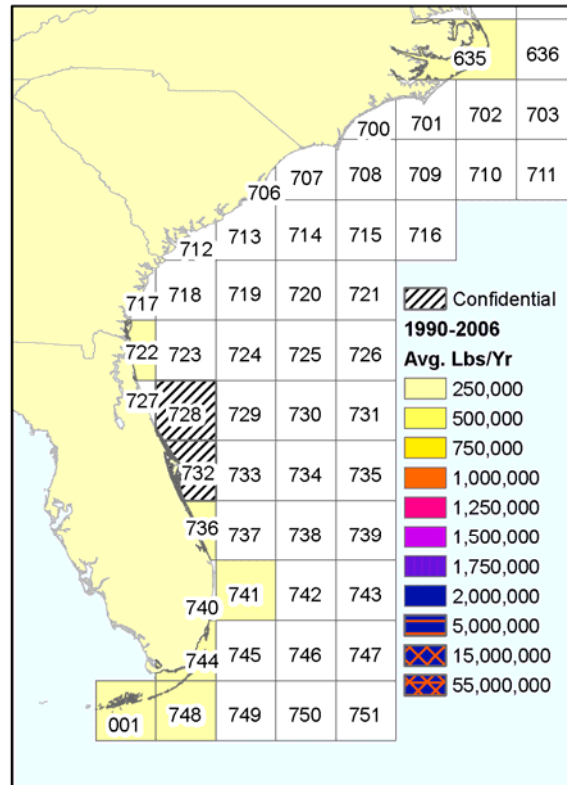 635 636
700 701 702 703
706 707 708 709 710 711
712 713 714 715 716
717 718 719 720 721
722 723 724 725 726
727 728 729 730 731
732 733 734 735
736 737 738 739
740 741 742 743
744 745 746 747
001 748 749 750 751
Confidential
1990-2006
Avg. Lbs/Yr
250,000
500,000
750,000
1,000,000
1,250,000
1,500,000
1,750,000
2,000,000
5,000,000
15,000,000
55,000,000